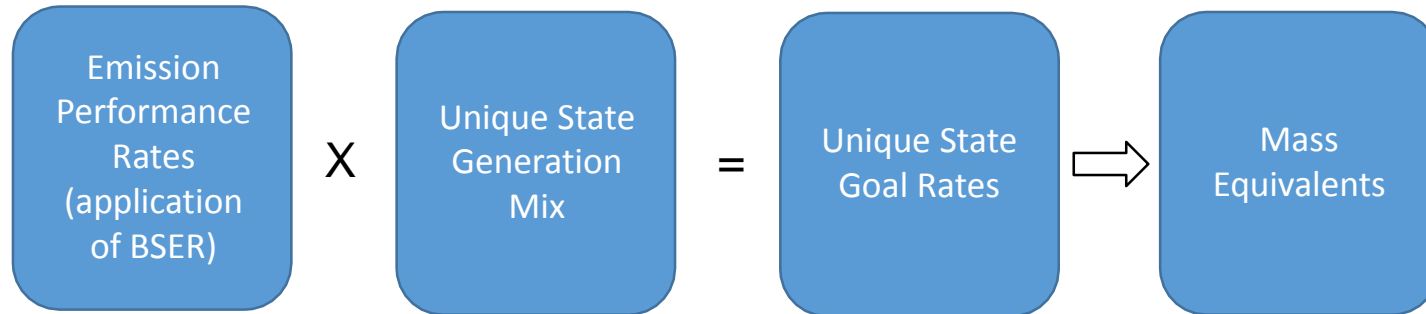 Emission
Performance
Rates
(application
of BSER)
X
Unique State
Generation
Mix
=
Unique State
Goal Rates
Mass
Equivalents